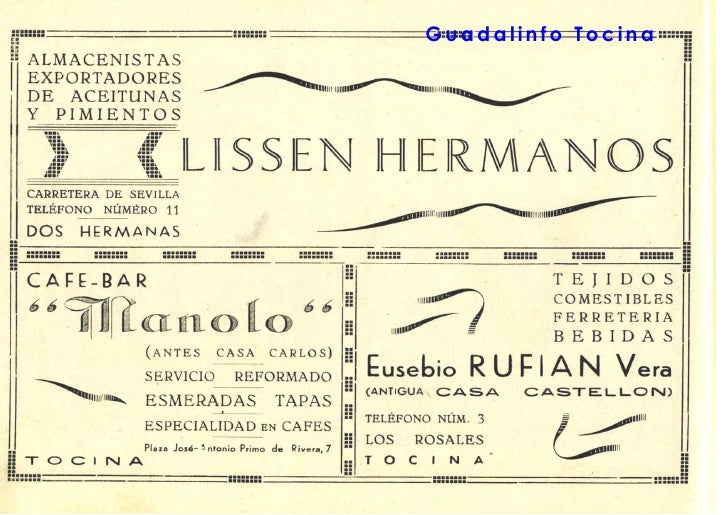 Guadalinfo Tocina
ALMACENISTAS
EXPORTADORES
DE ACEITUNAS
Y PIMIENTOS
LISSEN HERMANOS
CARRETERA DE SEVILLA
TELÉFONO NÚMERO 11
DOS HERMANAS
CAFE-BAR
“Manolo“
(ANTES CASA CARLOS)
SERVICIO REFORMADO
ESMERADAS TAPAS
ESPECIALIDAD EN CAFES
Plaza José-Antonio Primo de Rivera, 7
TOCINA
TEJIDOS
COMESTIBLES
FERRETERIA
BEBIDAS
Eusebio RUFIAN Vera
(ANTIGUA CASA CASTELLON)
TELÉFONO NÚM. 3
LOS ROSALES
TOCINA